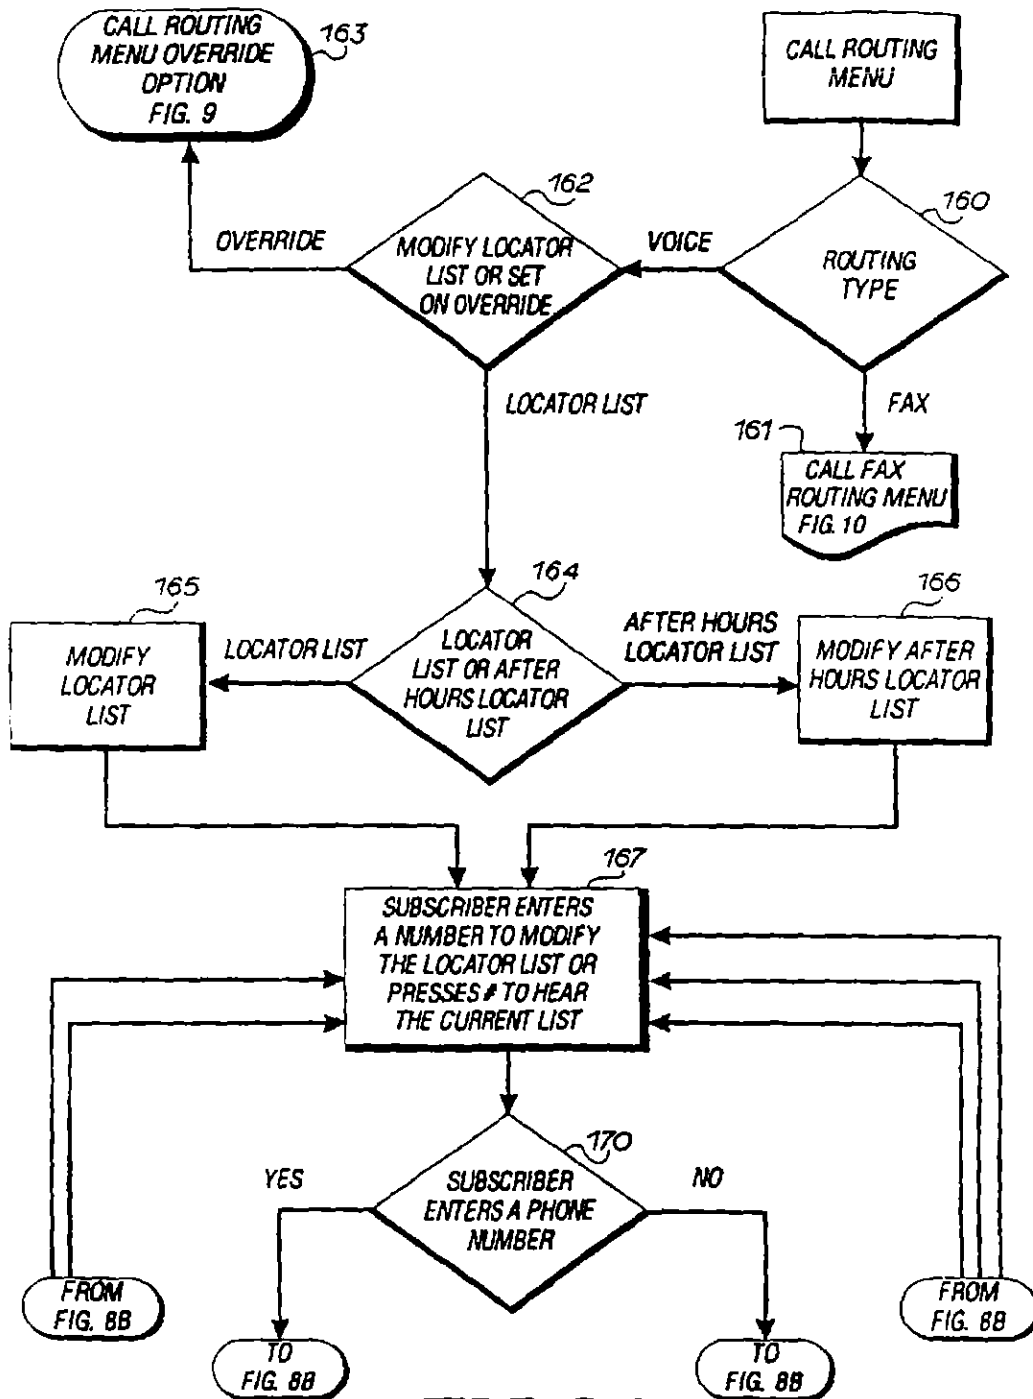 CALL ROUTING
MENU OVERRIDE
OPTION
FIG. 9
163
CALL ROUTING
MENU
162
160
OVERRIDE
MODIFY LOCATOR
LIST OR SET
ON OVERRIDE
VOICE
ROUTING
TYPE
LOCATOR LIST
FAX
161
CALL FAX
ROUTING MENU
FIG. 10
165
164
166
MODIFY
LOCATOR
LIST
LOCATOR LIST
LOCATOR
LIST OR AFTER
HOURS LOCATOR
LIST
AFTER HOURS
LOCATOR LIST
MODIFY AFTER
HOURS LOCATOR
LIST
167
SUBSCRIBER ENTERS
A NUMBER TO MODIFY
THE LOCATOR LIST OR
PRESSES # TO HEAR
THE CURRENT LIST
170
YES
SUBSCRIBER
ENTERS A PHONE
NUMBER
NO
FROM
FIG. 8B
TO
FIG. 8B
TO
FIG. 8B
FROM
FIG. 8B